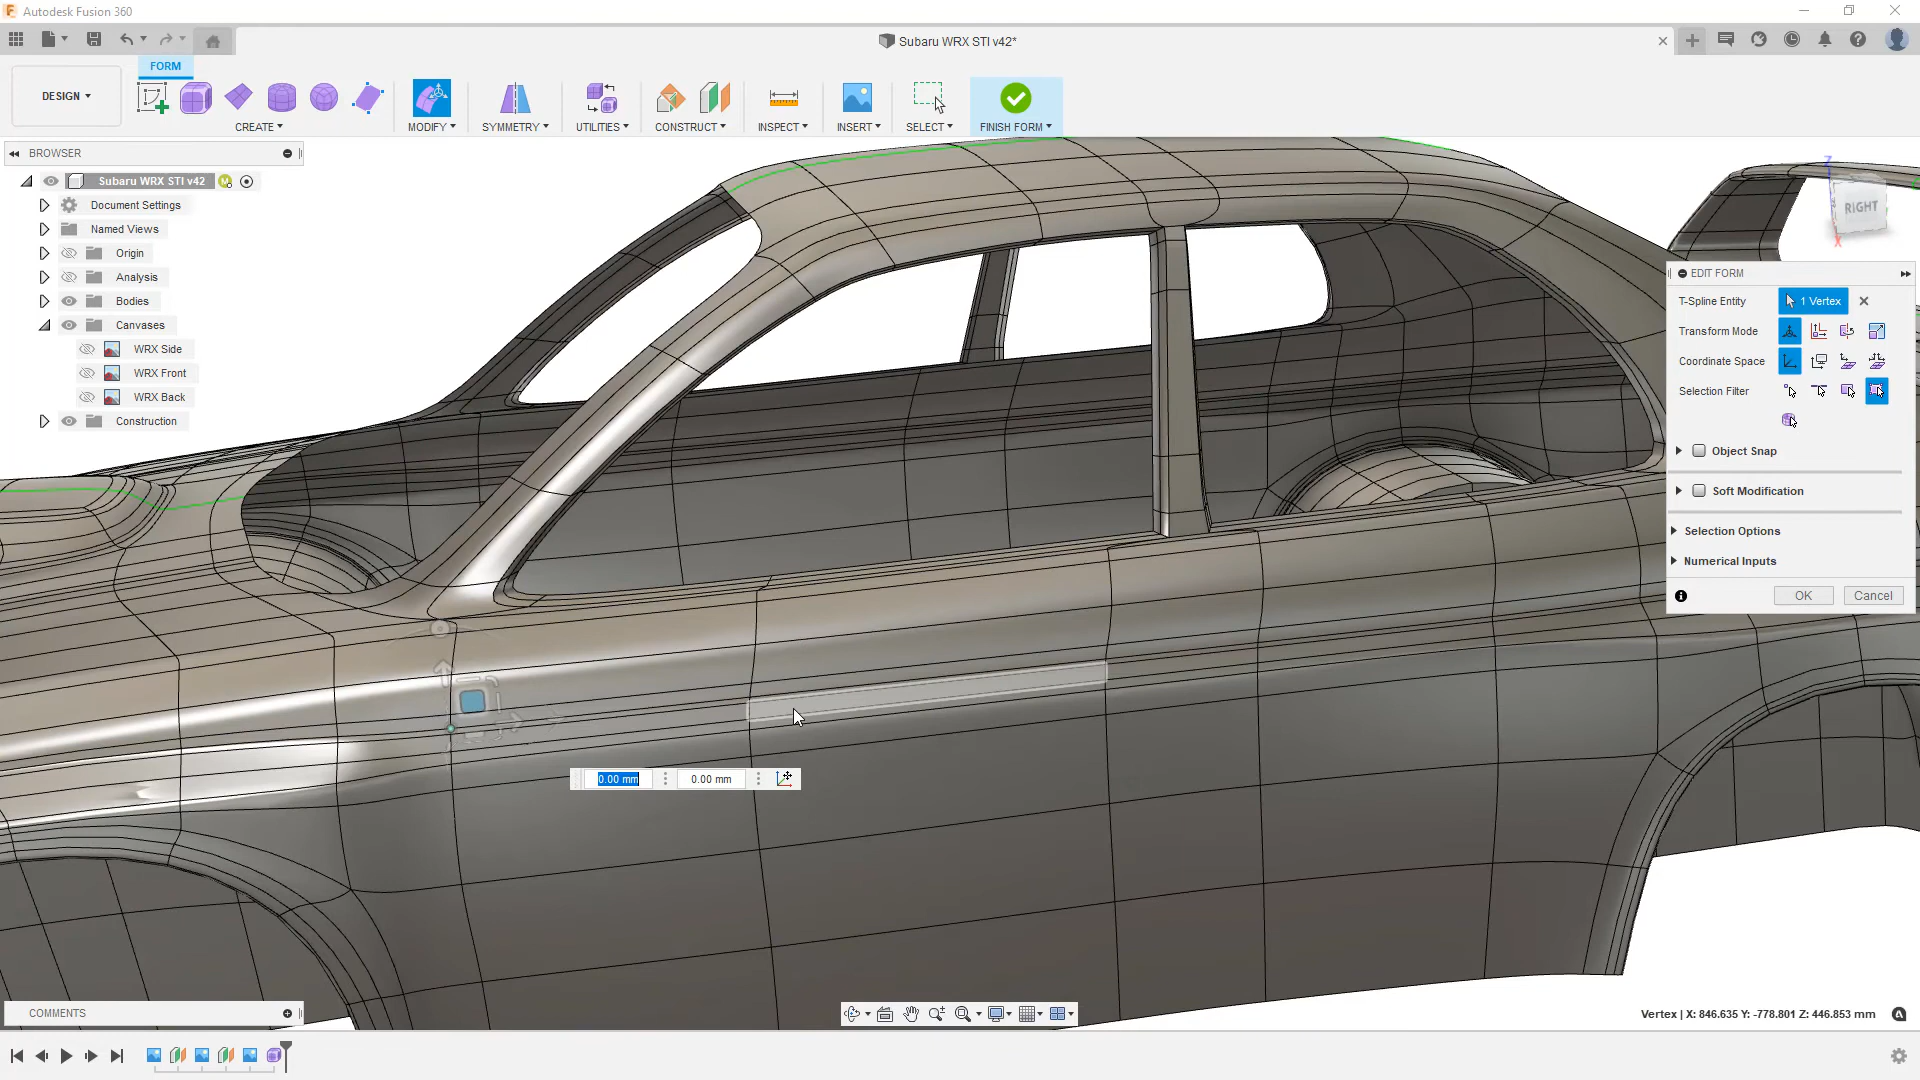 Autodesk Fusion 360
Subaru WRX STI v42*
FORM
DESIGN
CREATE
MODIFY
SYMMETRY
UTILITIES
CONSTRUCT
INSPECT
INSERT
SELECT
FINISH FORM
BROWSER
Subaru WRX STI v42
Document Settings
Named Views
Origin
Analysis
Bodies
Canvases
WRX Side
WRX Front
WRX Back
Construction
Z
RIGHT
X
EDIT FORM
T-Spline Entity
1 Vertex
Transform Mode
Coordinate Space
Selection Filter
Object Snap
Soft Modification
Selection Options
Numerical Inputs
OK Cancel
0.00 mm 0.00 mm
COMMENTS
Vertex | X: 846.635 Y: -778.801 Z: 446.853 mm